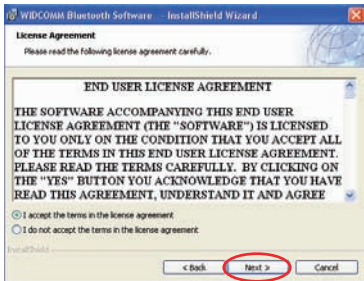 WIDCOMM Bluetooth Software - InstallShield Wizard
License Agreement
Please read the following license agreement carefully.
END USER LICENSE AGREEMENT
THE SOFTWARE ACCOMPANYING THIS END USER
LICENSE AGREEMENT (THE "SOFTWARE") IS LICENSED
TO YOU ONLY ON THE CONDITION THAT YOU ACCEPT ALL
OF THE TERMS IN THIS END USER LICENSE AGREEMENT.
PLEASE READ THE TERMS CAREFULLY. BY CLICKING ON
THE "YES" BUTTON YOU ACKNOWLEDGE THAT YOU HAVE
READ THIS AGREEMENT, UNDERSTAND IT AND AGREE
I accept the terms in the license agreement
I do not accept the terms in the license agreement
InstallShield
< Back Next > Cancel